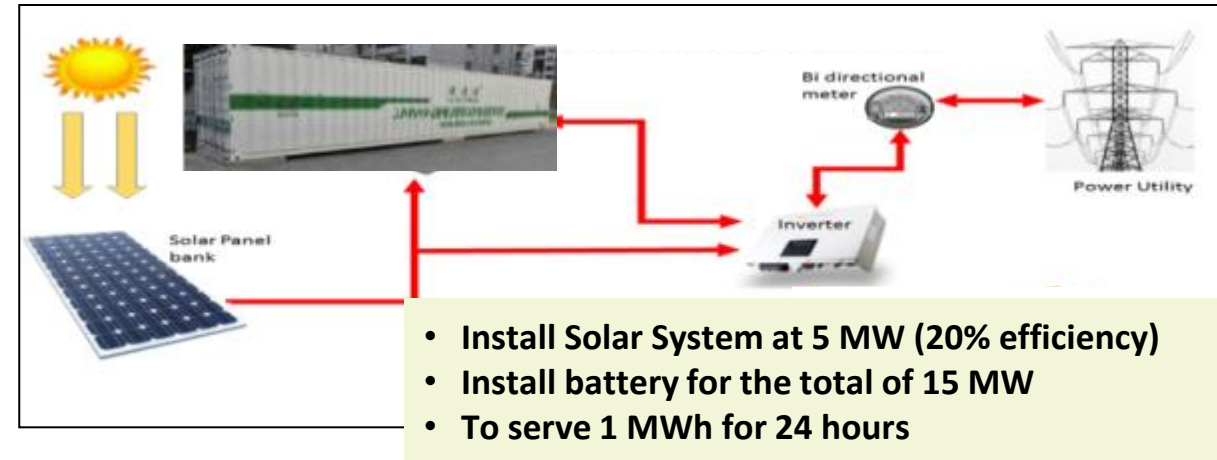 Bi directional
meter
Power Utility
Inverter
Solar Panel
bank
• Install Solar System at 5 MW (20% efficiency)
• Install battery for the total of 15 MW
• To serve 1 MWh for 24 hours